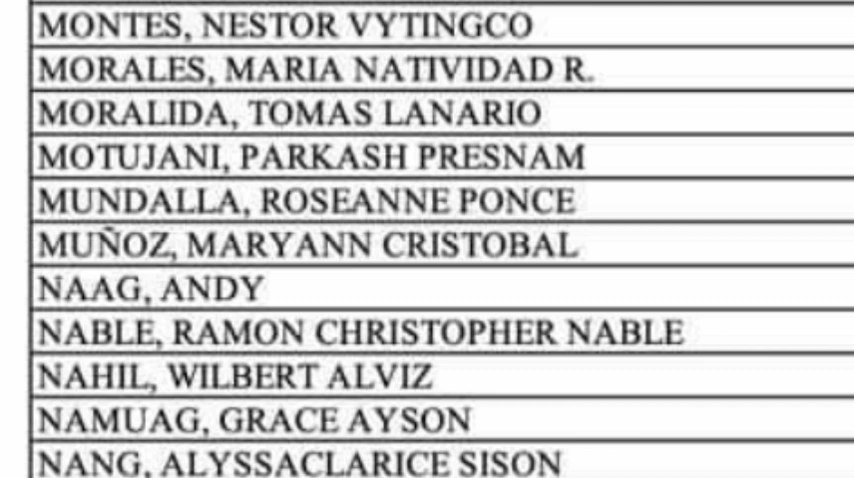 MONTES, NESTOR VYTINGCO
MORALES, MARIA NATIVIDAD R.
MORALIDA, TOMAS LANARIO
MOTUJANI, PARKASH PRESNAM
MUNDALLA, ROSEANNE PONCE
MUÑOZ, MARYANN CRISTOBAL
NAAG, ANDY
NABLE, RAMON CHRISTOPHER NABLE
NAHIL, WILBERT ALVIZ
NAMUAG, GRACE AYSON
NANG, ALYSSACLARICE SISON